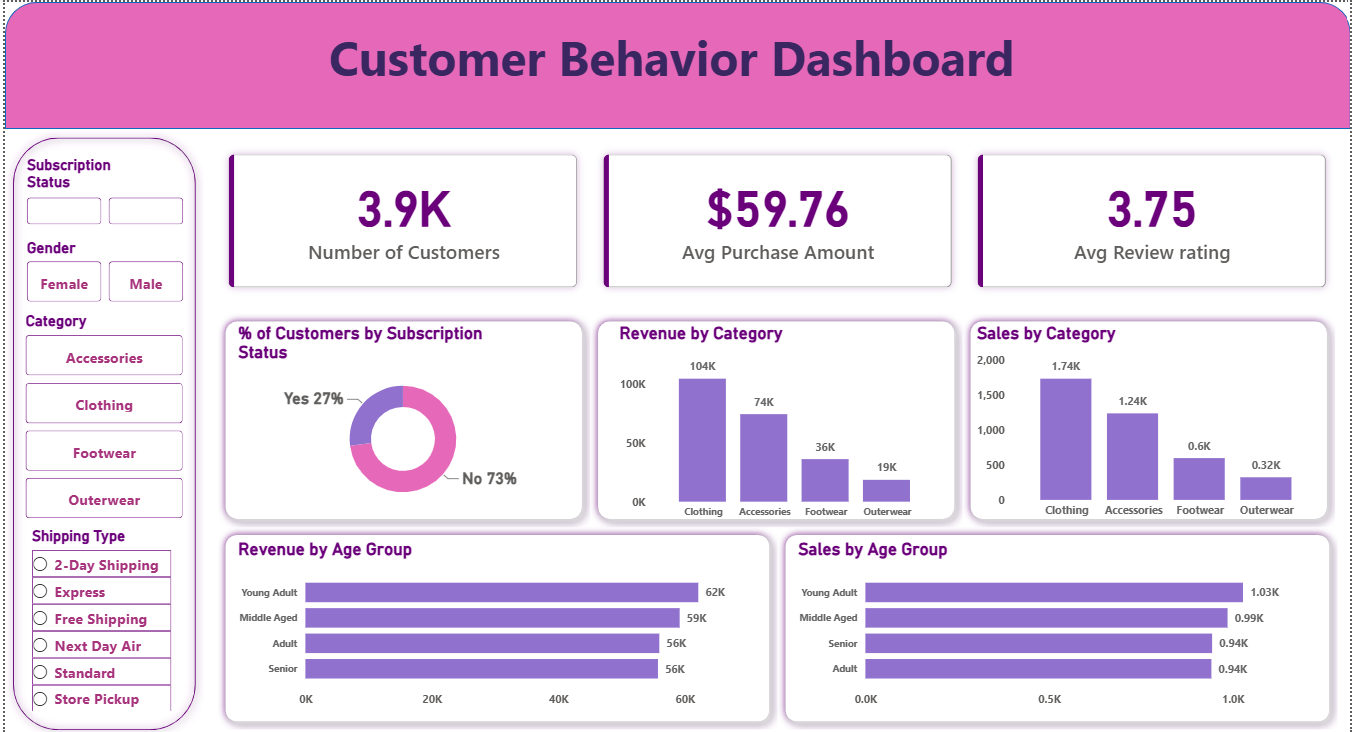 Customer Behavior Dashboard
Subscription
Status
Gender
Female
Male
Category
Accessories
Clothing
Footwear
Outerwear
Shipping Type
2-Day Shipping
Express
Free Shipping
Next Day Air
Standard
Store Pickup
3.9K
Number of Customers
$59.76
Avg Purchase Amount
3.75
Avg Review rating
% of Customers by Subscription
Status
Yes 27%
No 73%
Revenue by Category
100K
50K
0K
104K
74K
36K
19K
Clothing
Accessories
Footwear
Outerwear
Sales by Category
2,000
1,500
1,000
500
0
1.74K
1.24K
0.6K
0.32K
Clothing
Accessories
Footwear
Outerwear
Revenue by Age Group
Young Adult 62K
Middle Aged 59K
Adult 56K
Senior 56K
0K 20K 40K 60K
Sales by Age Group
Young Adult 1.03K
Middle Aged 0.99K
Senior 0.94K
Adult 0.94K
0.0K 0.5K 1.0K